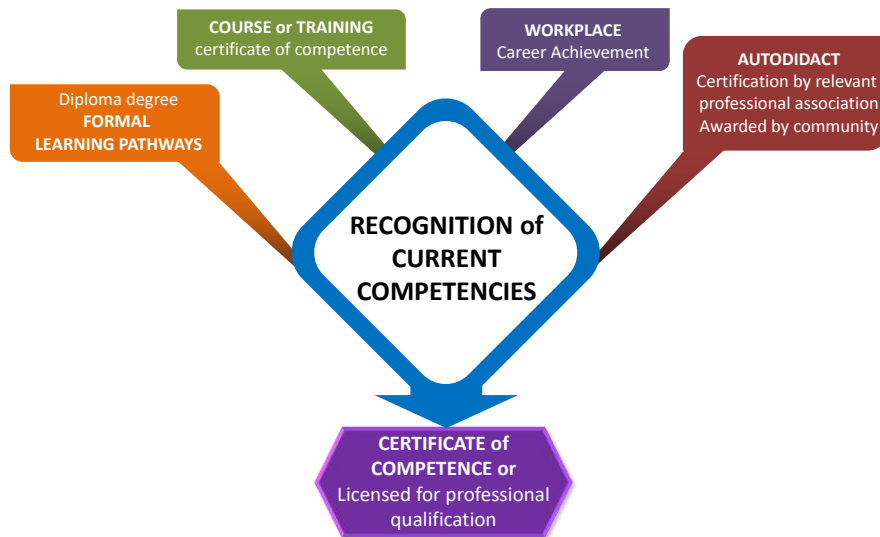 COURSE or TRAINING
certificate of competence
WORKPLACE
Career Achievement
AUTODIDACT
Certification by relevant
professional association
Awarded by community
Diploma degree
FORMAL
LEARNING PATHWAYS
RECOGNITION of
CURRENT
COMPETENCIES
CERTIFICATE of
COMPETENCE or
Licensed for professional
qualification